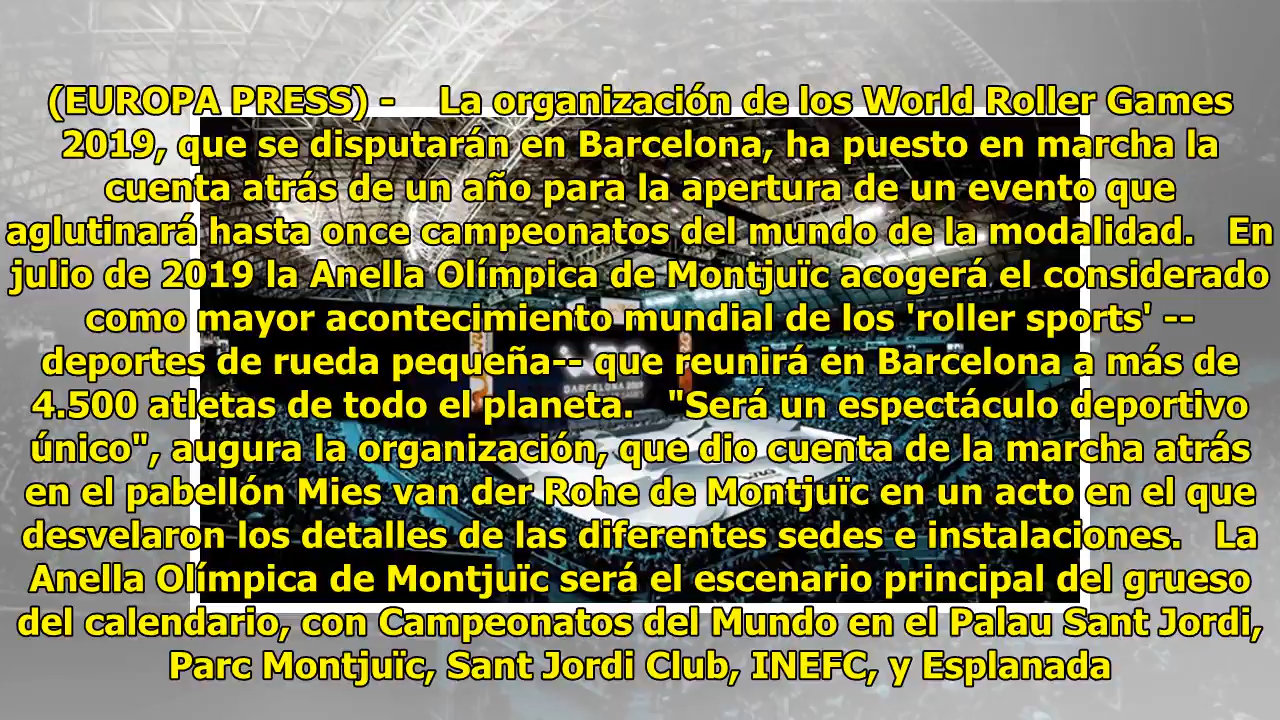 (EUROPA PRESS) -    La organización de los World Roller Games
2019, que se disputarán en Barcelona, ha puesto en marcha la
cuenta atrás de un año para la apertura de un evento que
aglutinará hasta once campeonatos del mundo de la modalidad.   En
julio de 2019 la Anella Olímpica de Montjuïc acogerá el considerado
como mayor acontecimiento mundial de los 'roller sports' --
deportes de rueda pequeña-- que reunirá en Barcelona a más de
4.500 atletas de todo el planeta.   "Será un espectáculo deportivo
único", augura la organización, que dio cuenta de la marcha atrás
en el pabellón Mies van der Rohe de Montjuïc en un acto en el que
desvelaron los detalles de las diferentes sedes e instalaciones.   La
Anella Olímpica de Montjuïc será el escenario principal del grueso
del calendario, con Campeonatos del Mundo en el Palau Sant Jordi,
Parc Montjuïc, Sant Jordi Club, INEFC, y Esplanada
BARCELONA 2019